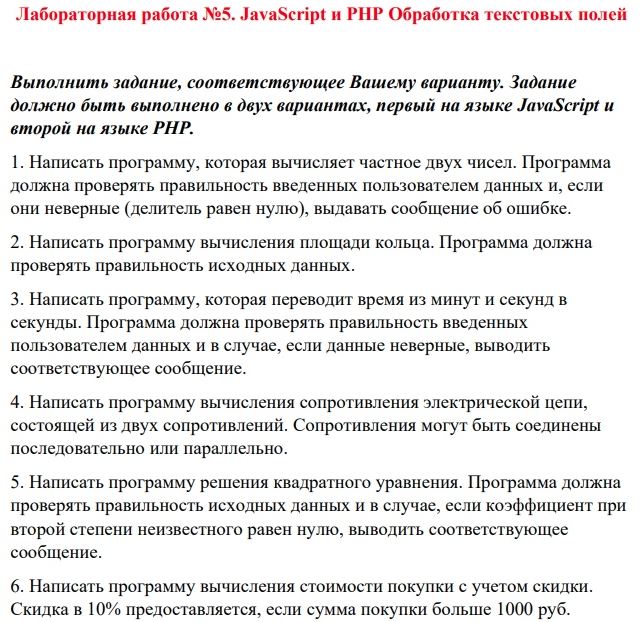 Лабораторная работа №5. JavaScript и PHP Обработка текстовых полей
Выполнить задание, соответствующее Вашему варианту. Задание
должно быть выполнено в двух вариантах, первый на языке JavaScript и
второй на языке PHP.
1. Написать программу, которая вычисляет частное двух чисел. Программа
должна проверять правильность введенных пользователем данных и, если
они неверные (делитель равен нулю), выдавать сообщение об ошибке.
2. Написать программу вычисления площади кольца. Программа должна
проверять правильность исходных данных.
3. Написать программу, которая переводит время из минут и секунд в
секунды. Программа должна проверять правильность введенных
пользователем данных и в случае, если данные неверные, выводить
соответствующее сообщение.
4. Написать программу вычисления сопротивления электрической цепи,
состоящей из двух сопротивлений. Сопротивления могут быть соединены
последовательно или параллельно.
5. Написать программу решения квадратного уравнения. Программа должна
проверять правильность исходных данных и в случае, если коэффициент при
второй степени неизвестного равен нулю, выводить соответствующее
сообщение.
6. Написать программу вычисления стоимости покупки с учетом скидки.
Скидка в 10% предоставляется, если сумма покупки больше 1000 руб.